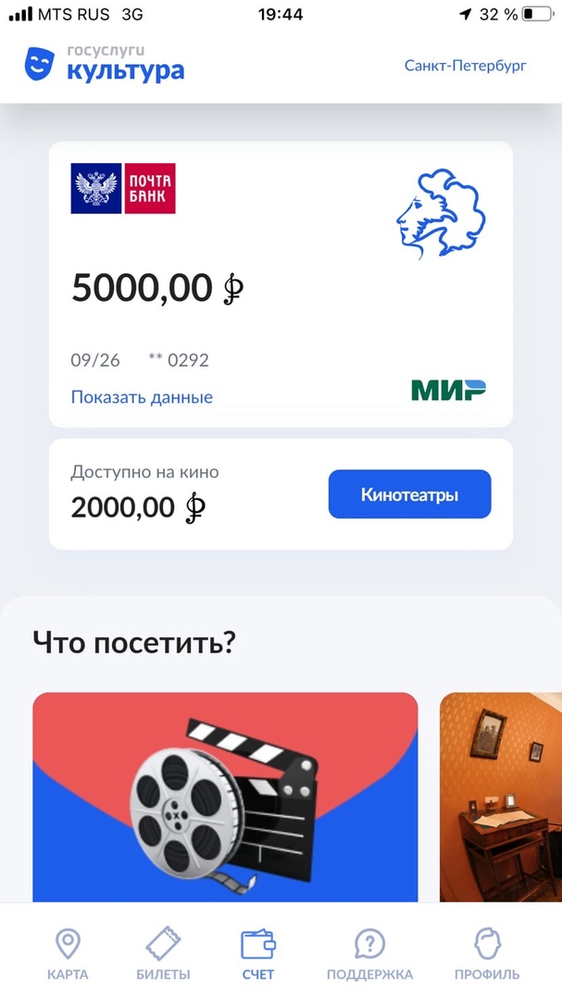 MTS RUS 3G 19:44 32 %
госуслуги
культура
Санкт-Петербург
ПОЧТА
БАНК
5000,00 ₽
09/26 ** 0292
Показать данные
МИР
Доступно на кино
2000,00 ₽
Кинотеатры
Что посетить?
КАРТА БИЛЕТЫ СЧЕТ ПОДДЕРЖКА ПРОФИЛЬ